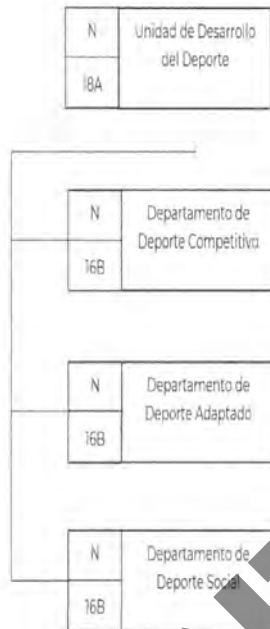 N
Unidad de Desarrollo
del Deporte
18A
N
Departamento de
Deporte Competitivo
16B
N
Departamento de
Deporte Adaptado
16B
N
Departamento de
Deporte Social
16B